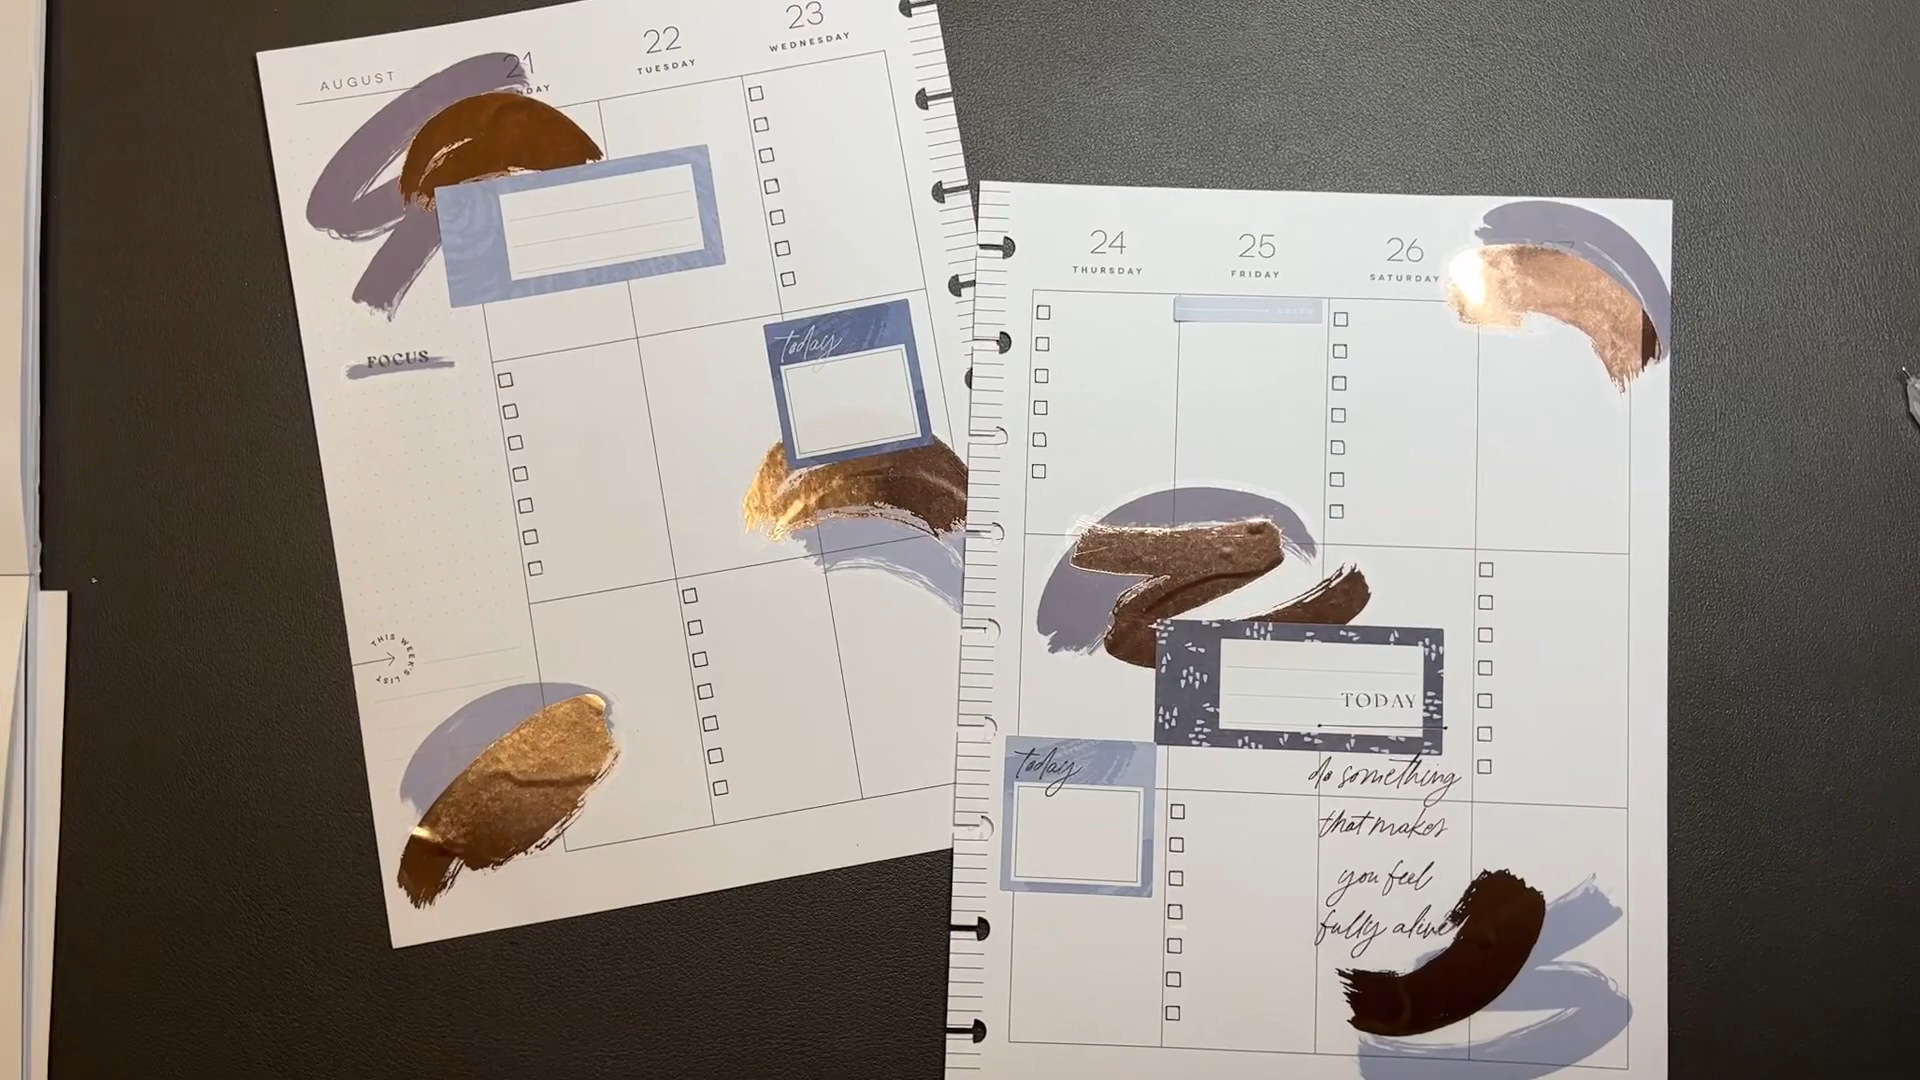 AUGUST
21
22
TUESDAY
23
WEDNESDAY
today
FOCUS
THIS WEEK'S LIST
24
THURSDAY
25
FRIDAY
26
SATURDAY
TODAY
today
do something
that makes
you feel
fully alive